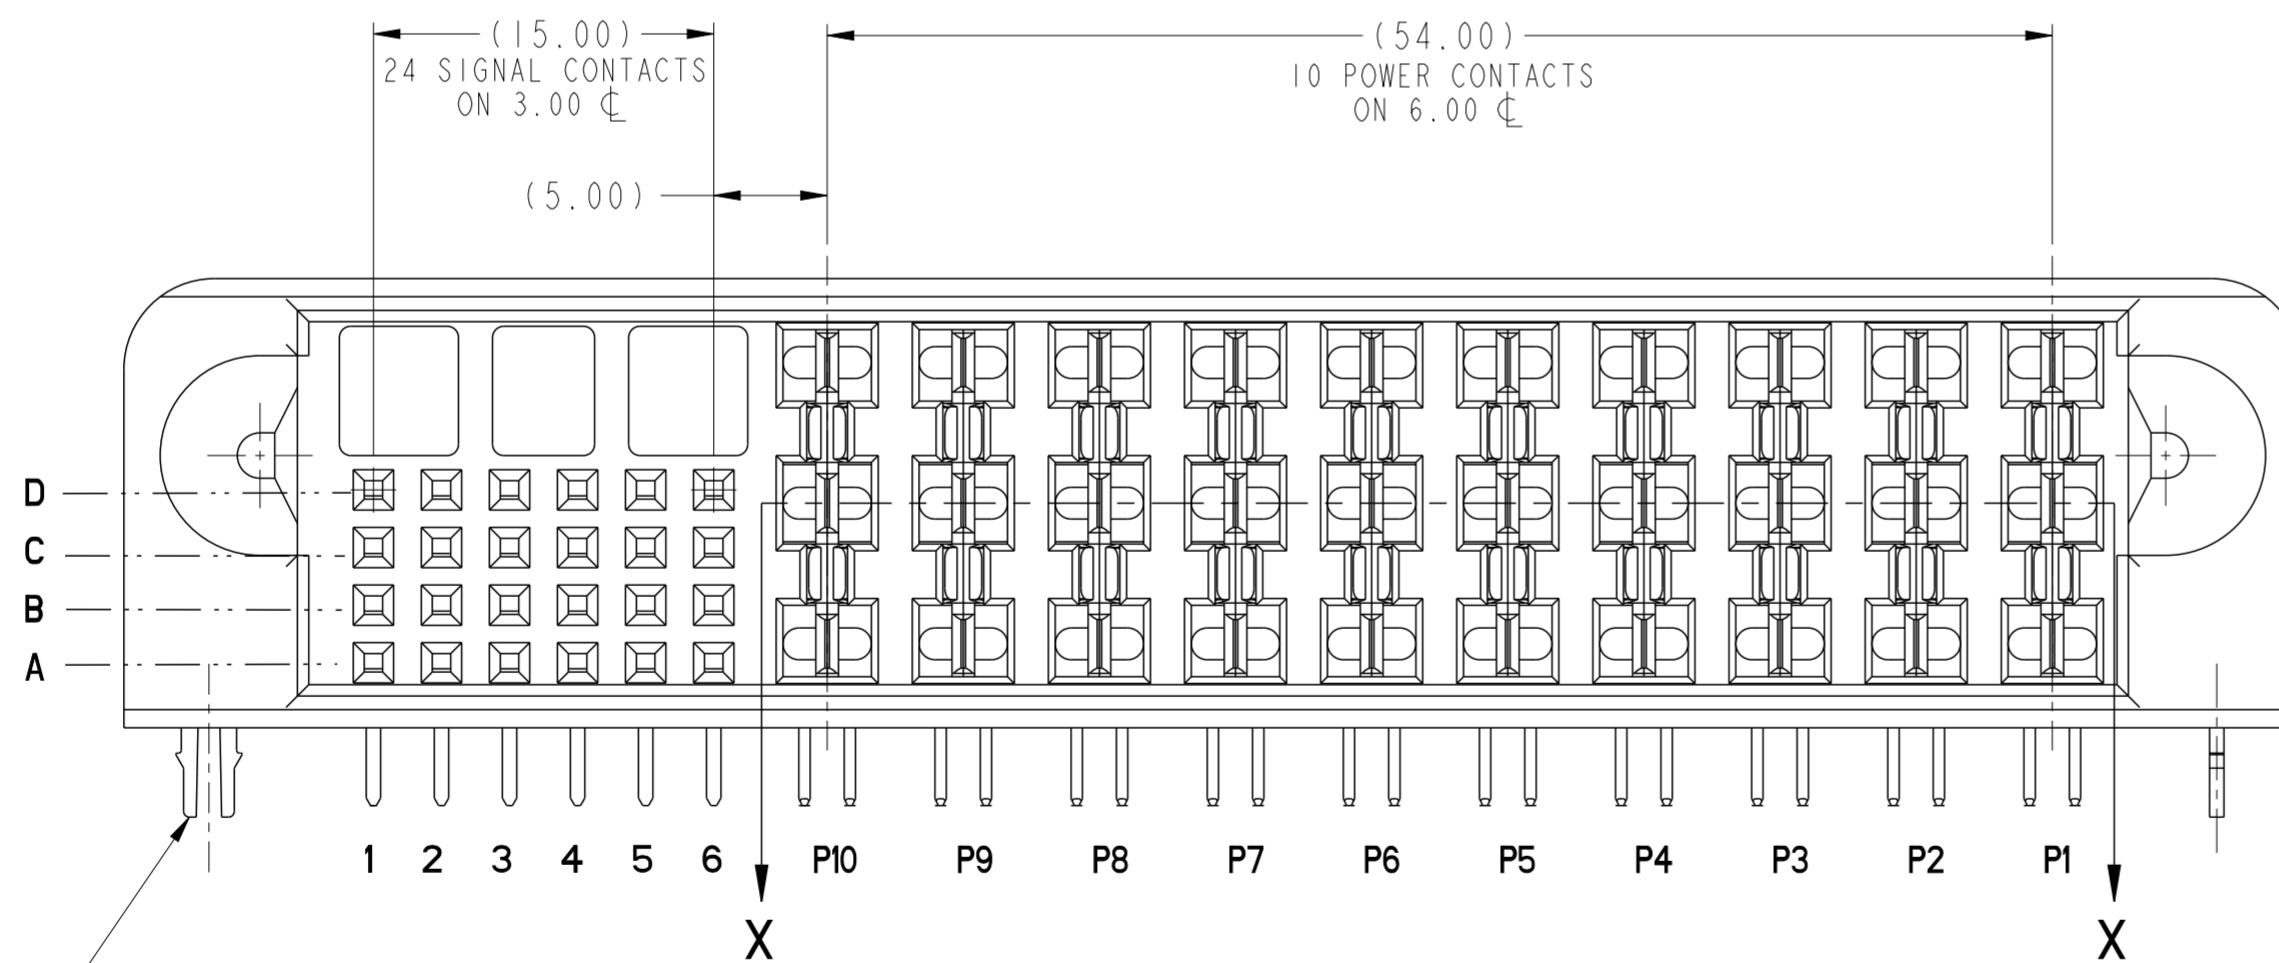 (15.00)
24 SIGNAL CONTACTS
ON 3.00 ℄
(54.00)
10 POWER CONTACTS
ON 6.00 ℄
(5.00)
D
C
B
A
1 2 3 4 5 6 P10 P9 P8 P7 P6 P5 P4 P3 P2 P1
X X